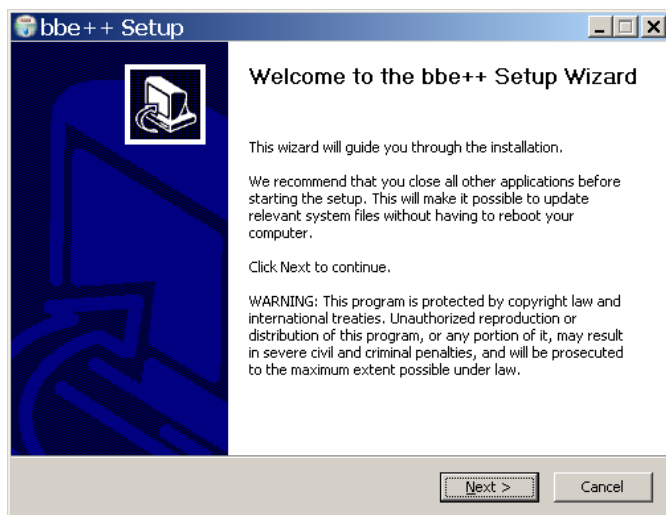 bbe++ Setup
Welcome to the bbe++ Setup Wizard
This wizard will guide you through the installation.
We recommend that you close all other applications before
starting the setup. This will make it possible to update
relevant system files without having to reboot your
computer.
Click Next to continue.
WARNING: This program is protected by copyright law and
international treaties. Unauthorized reproduction or
distribution of this program, or any portion of it, may result
in severe civil and criminal penalties, and will be prosecuted
to the maximum extent possible under law.
Next >
Cancel